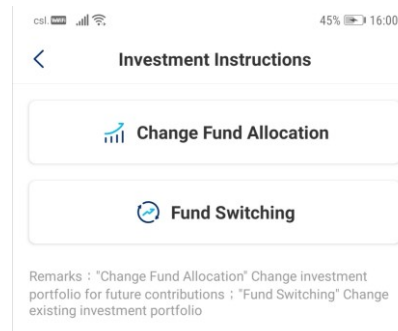 csl. 45% 16:00
Investment Instructions
Change Fund Allocation
Fund Switching
Remarks："Change Fund Allocation" Change investment
portfolio for future contributions；"Fund Switching" Change
existing investment portfolio